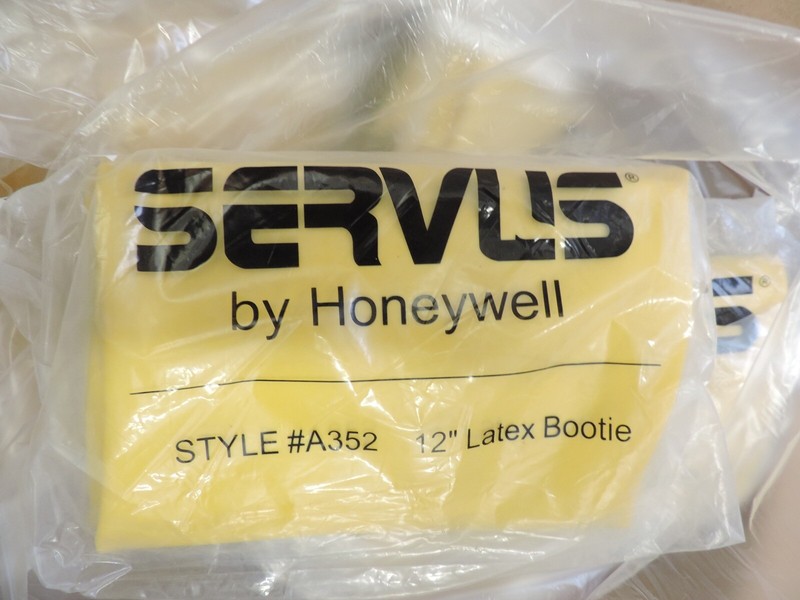 SERVUS®
by Honeywell
STYLE #A352 12" Latex Bootie
S®